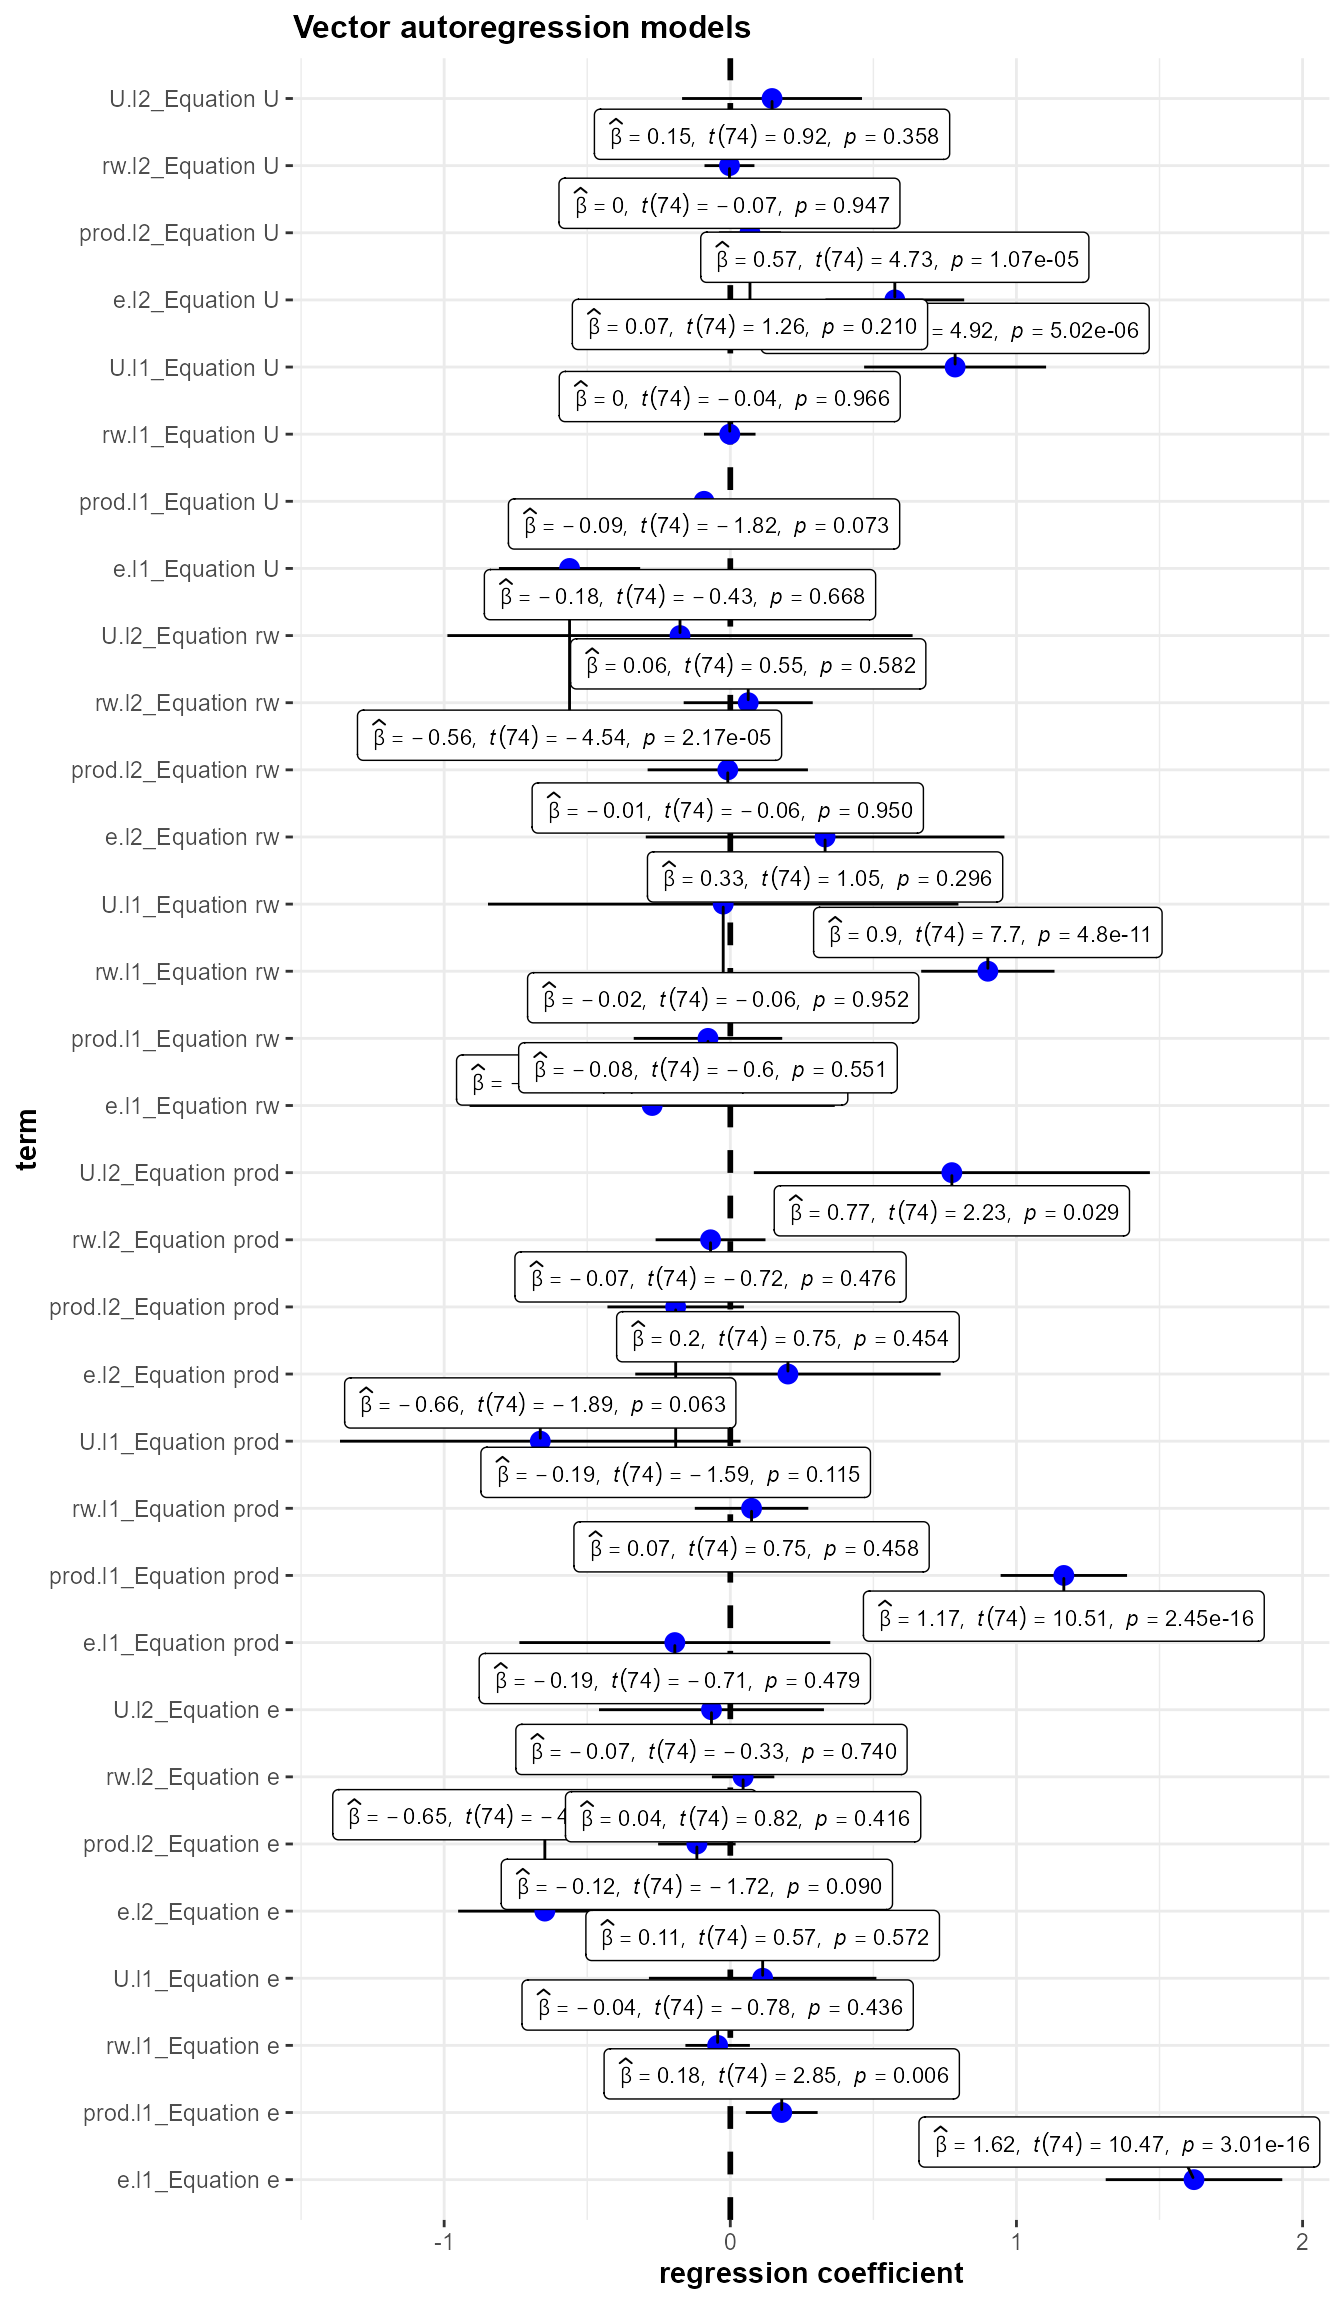 Vector autoregression models
U.l2_Equation U
β̂ = 0.15, t(74) = 0.92, p = 0.358
rw.l2_Equation U
β̂ = 0, t(74) = −0.07, p = 0.947
prod.l2_Equation U
β̂ = 0.57, t(74) = 4.73, p = 1.07e-05
e.l2_Equation U
β̂ = 0.07, t(74) = 1.26, p = 0.210
= 4.92, p = 5.02e-06
U.l1_Equation U
β̂ = 0, t(74) = −0.04, p = 0.966
rw.l1_Equation U
prod.l1_Equation U
β̂ = −0.09, t(74) = −1.82, p = 0.073
e.l1_Equation U
β̂ = −0.18, t(74) = −0.43, p = 0.668
U.l2_Equation rw
β̂ = 0.06, t(74) = 0.55, p = 0.582
rw.l2_Equation rw
β̂ = −0.56, t(74) = −4.54, p = 2.17e-05
prod.l2_Equation rw
β̂ = −0.01, t(74) = −0.06, p = 0.950
e.l2_Equation rw
β̂ = 0.33, t(74) = 1.05, p = 0.296
U.l1_Equation rw
β̂ = 0.9, t(74) = 7.7, p = 4.8e-11
rw.l1_Equation rw
β̂ = −0.02, t(74) = −0.06, p = 0.952
prod.l1_Equation rw
β̂ = −0.08, t(74) = −0.6, p = 0.551
β̂ = −
e.l1_Equation rw
term
U.l2_Equation prod
β̂ = 0.77, t(74) = 2.23, p = 0.029
rw.l2_Equation prod
β̂ = −0.07, t(74) = −0.72, p = 0.476
prod.l2_Equation prod
β̂ = 0.2, t(74) = 0.75, p = 0.454
e.l2_Equation prod
β̂ = −0.66, t(74) = −1.89, p = 0.063
U.l1_Equation prod
β̂ = −0.19, t(74) = −1.59, p = 0.115
rw.l1_Equation prod
β̂ = 0.07, t(74) = 0.75, p = 0.458
prod.l1_Equation prod
β̂ = 1.17, t(74) = 10.51, p = 2.45e-16
e.l1_Equation prod
β̂ = −0.19, t(74) = −0.71, p = 0.479
U.l2_Equation e
β̂ = −0.07, t(74) = −0.33, p = 0.740
rw.l2_Equation e
β̂ = −0.65, t(74) = −4
β̂ = 0.04, t(74) = 0.82, p = 0.416
prod.l2_Equation e
β̂ = −0.12, t(74) = −1.72, p = 0.090
e.l2_Equation e
β̂ = 0.11, t(74) = 0.57, p = 0.572
U.l1_Equation e
β̂ = −0.04, t(74) = −0.78, p = 0.436
rw.l1_Equation e
β̂ = 0.18, t(74) = 2.85, p = 0.006
prod.l1_Equation e
β̂ = 1.62, t(74) = 10.47, p = 3.01e-16
e.l1_Equation e
-1 0 1 2
regression coefficient